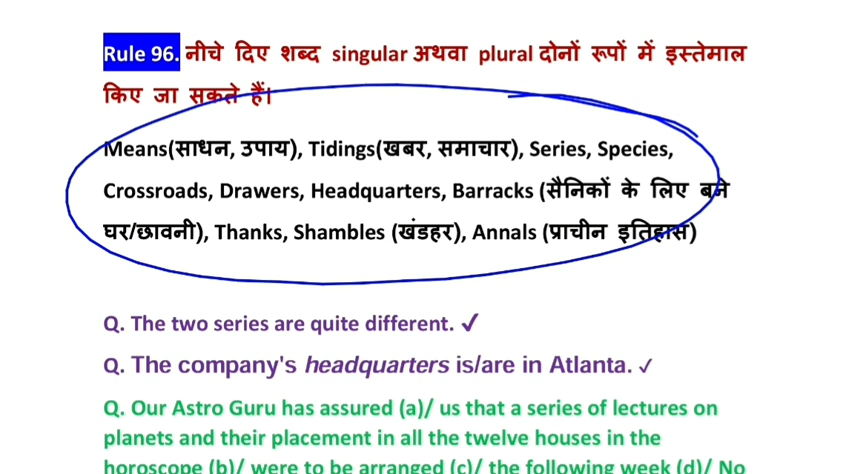 Rule 96. नीचे दिए शब्द singular अथवा plural दोनों रूपों में इस्तेमाल
किए जा सकते हैं।
Means(साधन, उपाय), Tidings(खबर, समाचार), Series, Species,
Crossroads, Drawers, Headquarters, Barracks (सैनिकों के लिए बने
घर/छावनी), Thanks, Shambles (खंडहर), Annals (प्राचीन इतिहास)
Q. The two series are quite different. ✓
Q. The company's headquarters is/are in Atlanta. ✓
Q. Our Astro Guru has assured (a)/ us that a series of lectures on
planets and their placement in all the twelve houses in the
horoscope (b)/ were to be arranged (c)/ the following week (d)/ No